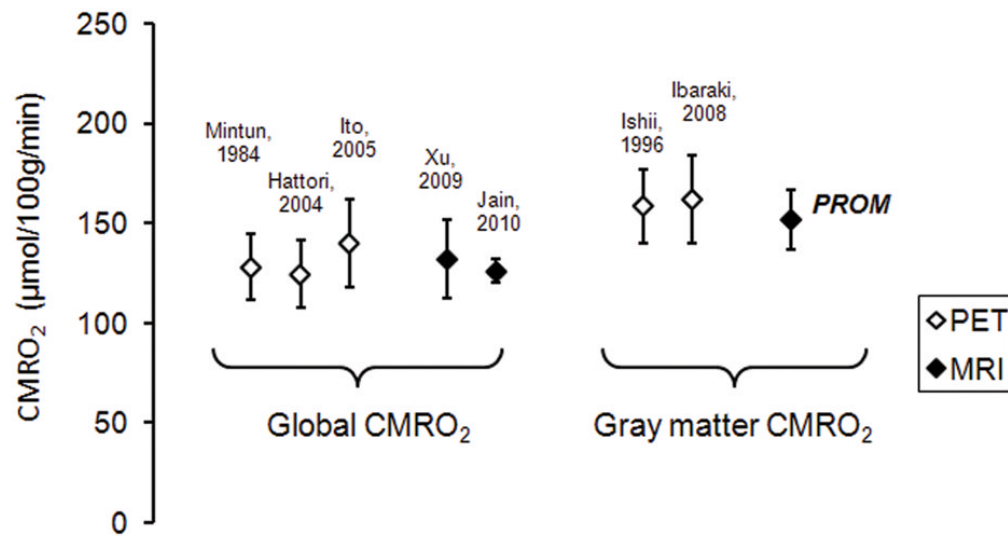 CMRO₂ (µmol/100g/min)
250
200
150
100
50
0
Mintun,
1984
Hattori,
2004
Ito,
2005
Xu,
2009
Jain,
2010
Ishii,
1996
Ibaraki,
2008
PROM
Global CMRO₂
Gray matter CMRO₂
PET
MRI